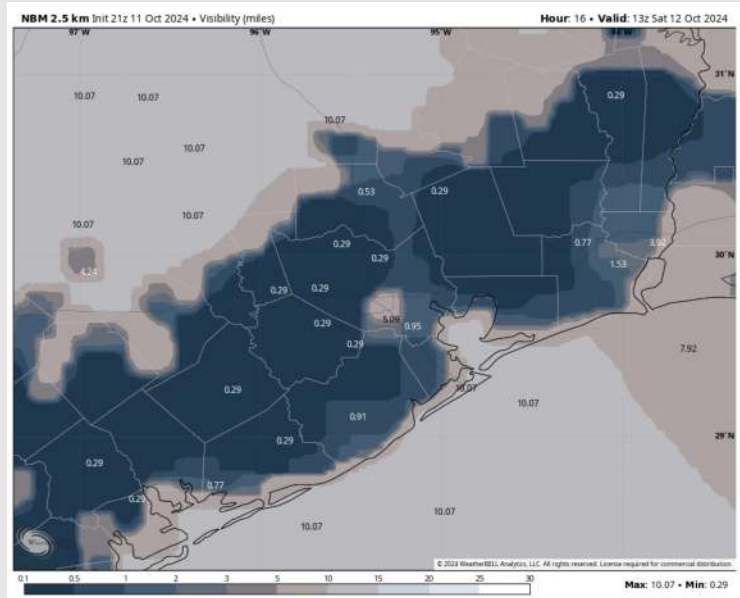 NBM 2.5 km Init 21z 11 Oct 2024 • Visibility (miles)
Hour: 16 • Valid: 13z Sat 12 Oct 2024
97°W 96°W 95°W 94°W
31°N
10.07 10.07 0.29
10.07
10.07
10.07
0.53 0.29
10.07
10.07
0.29 0.77 3.92
30°N
0.29 1.53
4.24
0.29 0.29
5.09
0.29 0.95
0.29 7.92
0.29 10.07
10.07
0.91
0.29 29°N
0.29
0.77
0.29
10.07
10.07
© 2024 WeatherBELL Analytics, LLC. All rights reserved. License required for commercial distribution.
0.1 0.5 1 2 3 5 10 15 20 25 30
Max: 10.07 • Min: 0.29